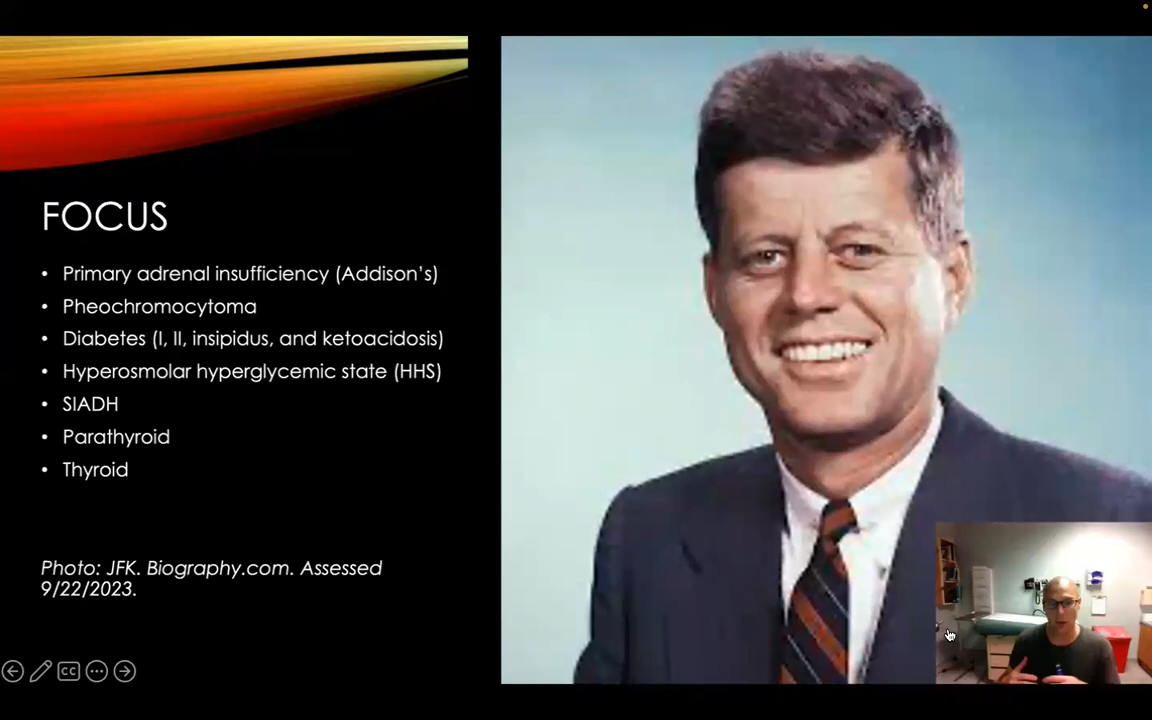 FOCUS
• Primary adrenal insufficiency (Addison's)
• Pheochromocytoma
• Diabetes (I, II, insipidus, and ketoacidosis)
• Hyperosmolar hyperglycemic state (HHS)
• SIADH
• Parathyroid
• Thyroid
Photo: JFK. Biography.com. Assessed
9/22/2023.
CC